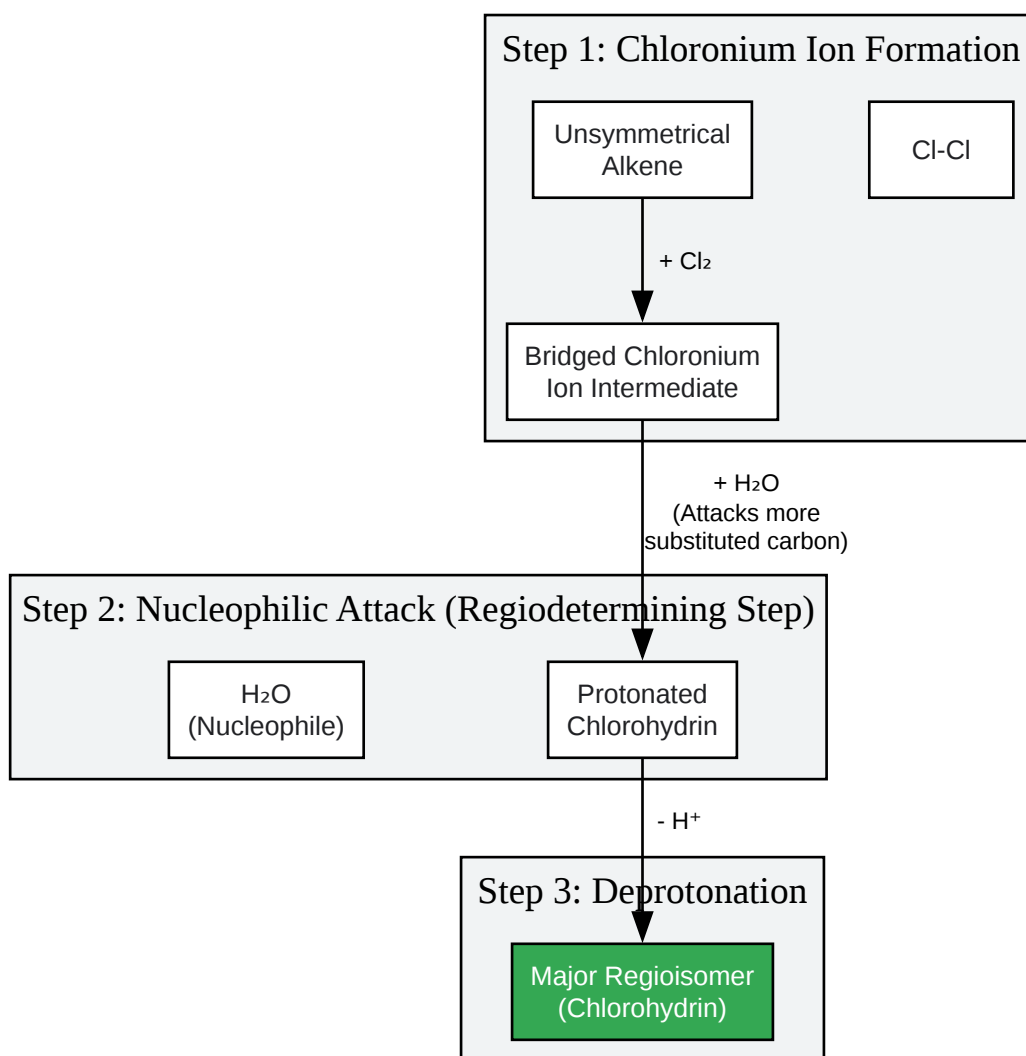 Step 1: Chloronium Ion Formation
Unsymmetrical
Alkene
Cl-Cl
+ Cl₂
Bridged Chloronium
Ion Intermediate
+ H₂O
(Attacks more
substituted carbon)
Step 2: Nucleophilic Attack (Regiodetermining Step)
H₂O
(Nucleophile)
Protonated
Chlorohydrin
- H⁺
Step 3: Deprotonation
Major Regioisomer
(Chlorohydrin)